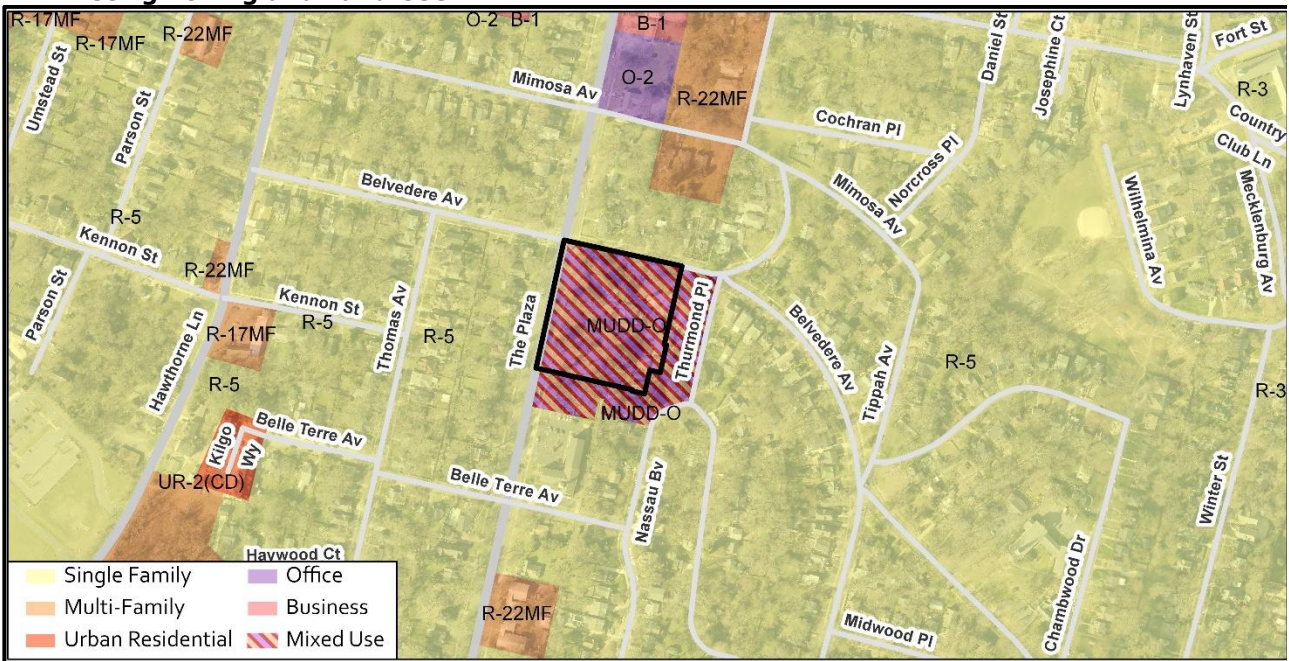 R-17MF
R-17MF
R-22MF
O-2
B-1
B-1
O-2
R-22MF
Mimosa Av
Umstead St
Parson St
Daniel St
Josephine Ct
Lynhaven St
Fort St
R-3
Country
Club Ln
Cochran Pl
Norcross Pl
Mimosa Av
Wilhelmina Av
Mecklenburg Av
Belvedere Av
R-5
Kennon St
R-22MF
Parson St
Kennon St
R-5
R-17MF
Thomas Av
R-5
The Plaza
MUDD-O
Thurmond Pl
Belvedere Av
Tippah Av
R-5
R-3
Hawthorne Ln
R-5
MUDD-O
Kilgo
Wy
Belle Terre Av
UR-2(CD)
Belle Terre Av
Nassau Bv
Winter St
Chambwood Dr
Haywood Ct
R-22MF
Midwood Pl
Single Family
Multi-Family
Urban Residential
Office
Business
Mixed Use